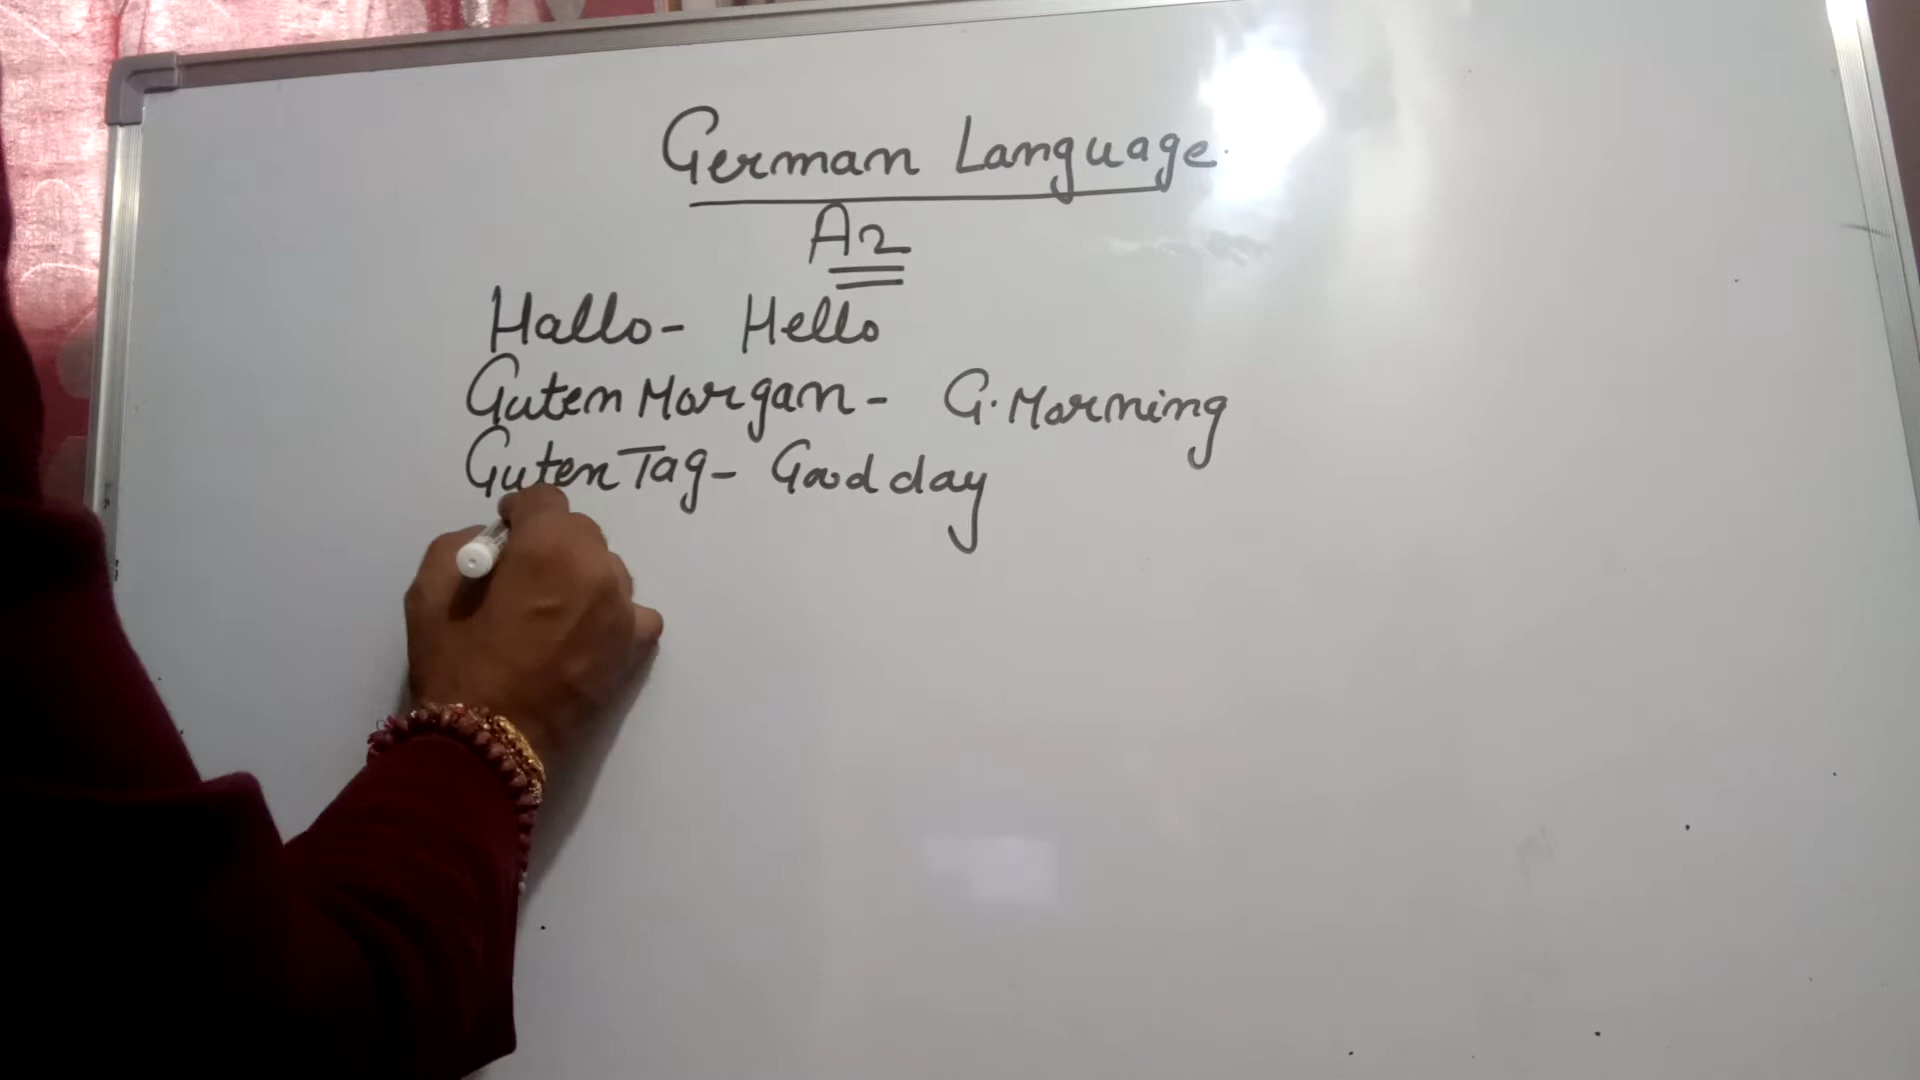 German Language
A2
Hallo- Hello
Guten Morgan- G. Morning
Guten Tag- Good day